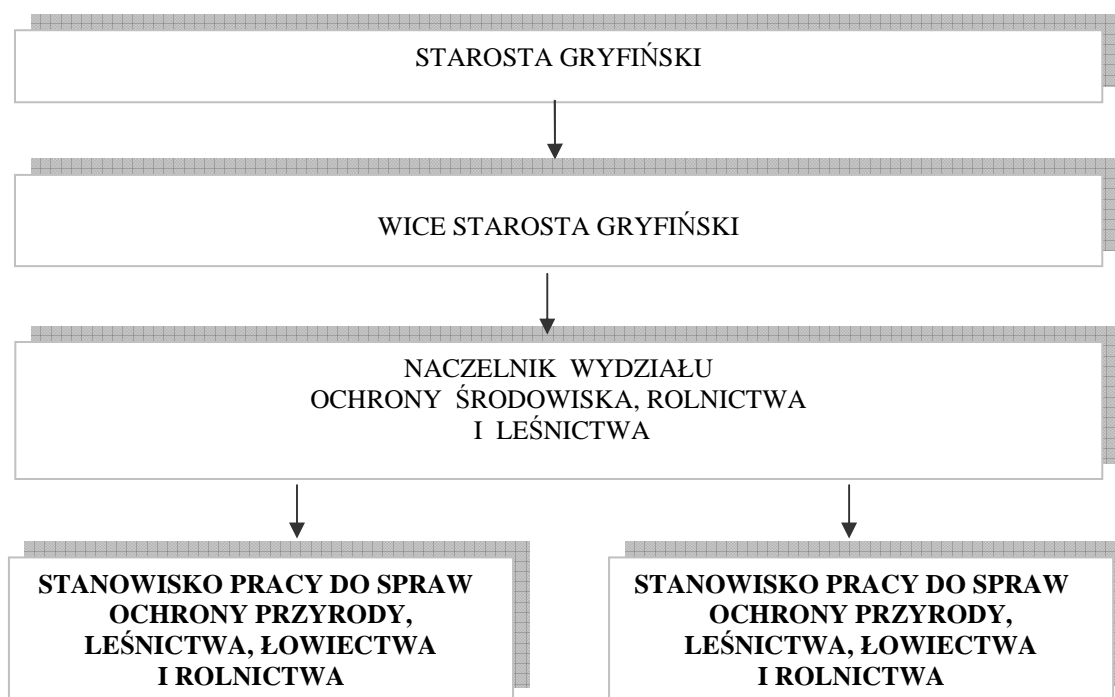 STAROSTA GRYFIŃSKI
WICE STAROSTA GRYFIŃSKI
NACZELNIK WYDZIAŁU
OCHRONY ŚRODOWISKA, ROLNICTWA
I LEŚNICTWA
STANOWISKO PRACY DO SPRAW
OCHRONY PRZYRODY,
LEŚNICTWA, ŁOWIECTWA
I ROLNICTWA
STANOWISKO PRACY DO SPRAW
OCHRONY PRZYRODY,
LEŚNICTWA, ŁOWIECTWA
I ROLNICTWA